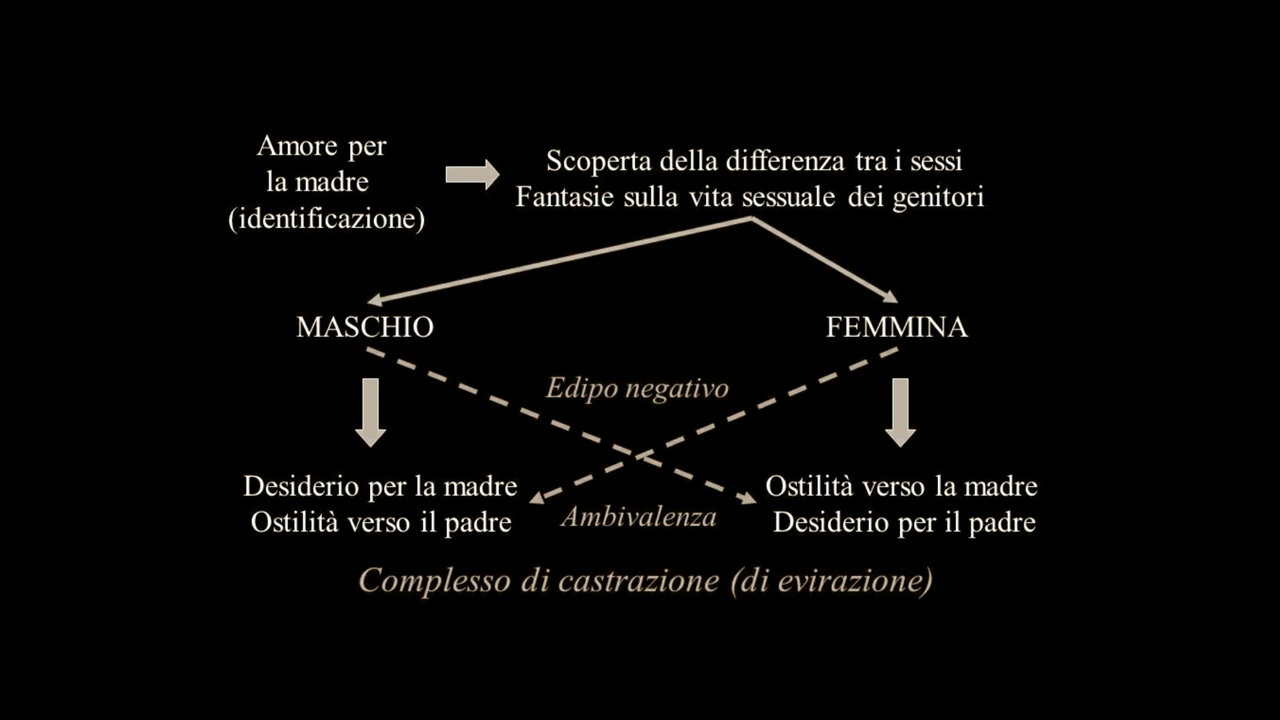 Amore per
la madre
(identificazione)
Scoperta della differenza tra i sessi
Fantasie sulla vita sessuale dei genitori
MASCHIO
FEMMINA
Edipo negativo
Desiderio per la madre
Ostilità verso il padre
Ambivalenza
Ostilità verso la madre
Desiderio per il padre
Complesso di castrazione (di evirazione)